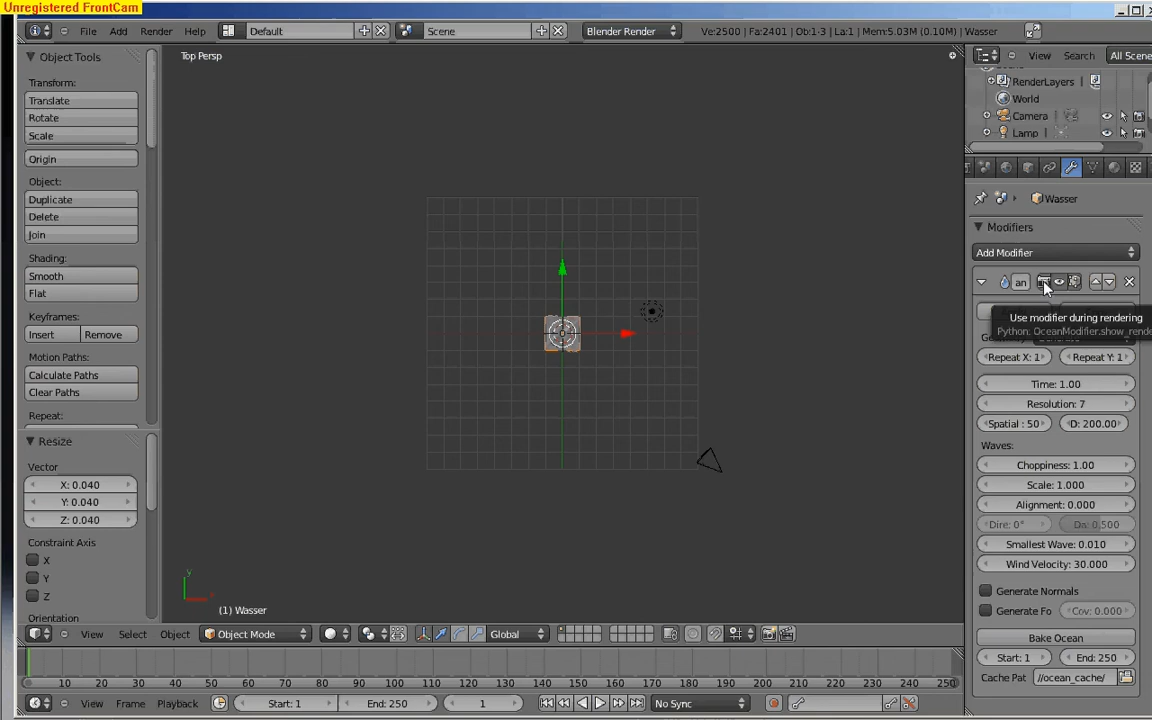 Unregistered FrontCam
File Add Render Help Default Scene Blender Render Ve:2500 | Fa:2401 | Ob:1-3 | La:1 | Mem:5.03M (0.10M) | Wasser
Object Tools
Transform:
Translate
Rotate
Scale
Origin
Object:
Duplicate
Delete
Join
Shading:
Smooth
Flat
Keyframes:
Insert Remove
Motion Paths:
Calculate Paths
Clear Paths
Repeat:
Resize
Vector
X: 0.040
Y: 0.040
Z: 0.040
Constraint Axis
X
Y
Z
Orientation
Top Persp
y
(1) Wasser
View Search All Scene
RenderLayers
World
Camera
Lamp
Wasser
Modifiers
Add Modifier
an
Use modifier during rendering
Python: OceanModifier.show_rende
Repeat X: 1 Repeat Y: 1
Time: 1.00
Resolution: 7
Spatial : 50 D: 200.00
Waves:
Choppiness: 1.00
Scale: 1.000
Alignment: 0.000
Dire: 0° Da: 0.500
Smallest Wave: 0.010
Wind Velocity: 30.000
Generate Normals
Generate Fo Cov: 0.000
Bake Ocean
Start: 1 End: 250
Cache Pat //ocean_cache/
View Select Object Object Mode Global
0 10 20 30 40 50 60 70 80 90 100 110 120 130 140 150 160 170 180 190 200 210 220 230 240 250
View Frame Playback Start: 1 End: 250 1 No Sync